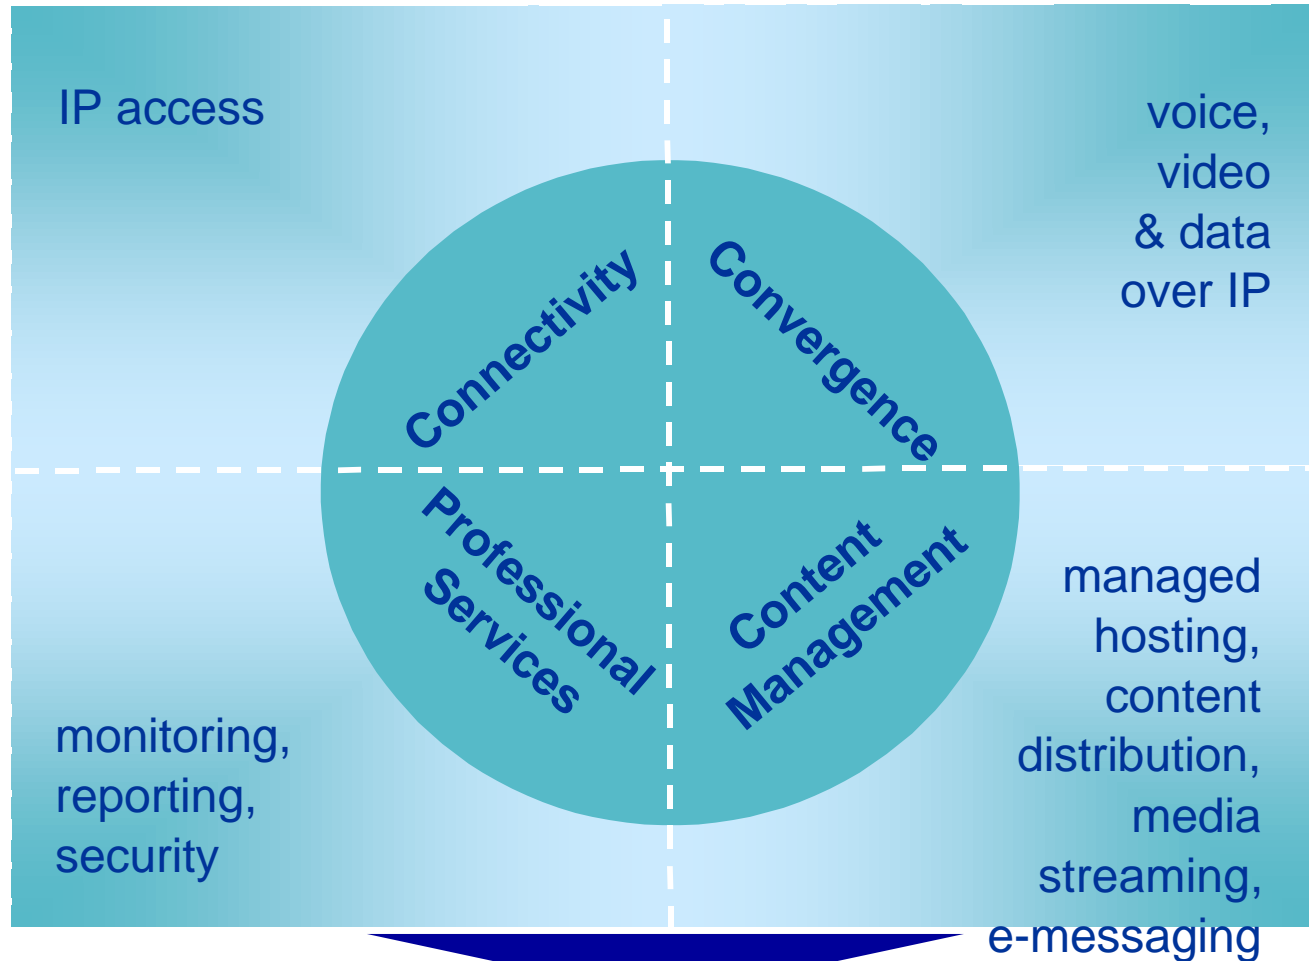 IP access
voice,
video
& data
over IP
Connectivity
Convergence
Professional
Services
Content
Management
monitoring,
reporting,
security
managed
hosting,
content
distribution,
media
streaming,
e-messaging